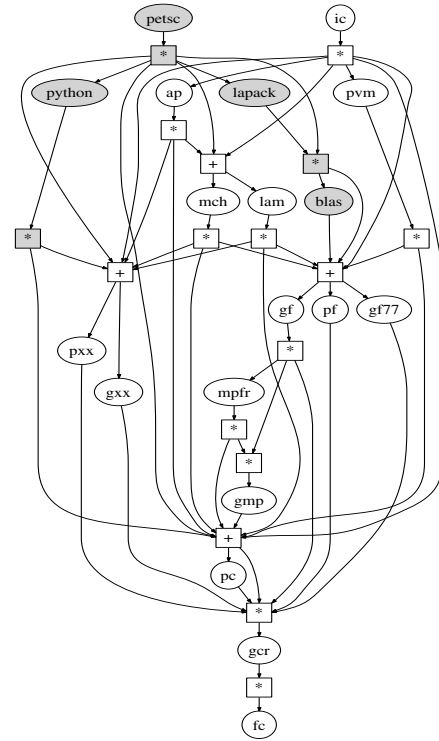 petsc ic
* *
python ap lapack pvm
*
+ *
mch lam blas
* * * *
+ +
gf pf gf77
pxx *
gxx mpfr
*
*
gmp
+
pc
*
gcr
*
fc